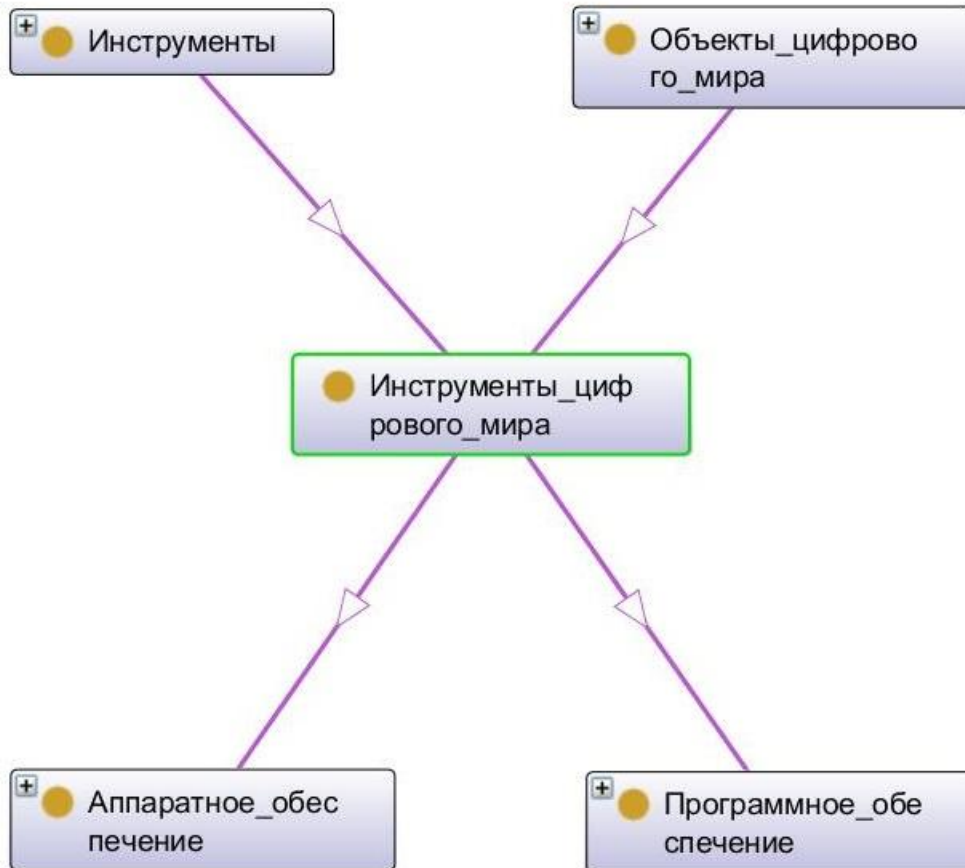 Инструменты
Объекты_цифрово
го_мира
Инструменты_циф
рового_мира
Аппаратное_обес
печение
Программное_обе
спечение